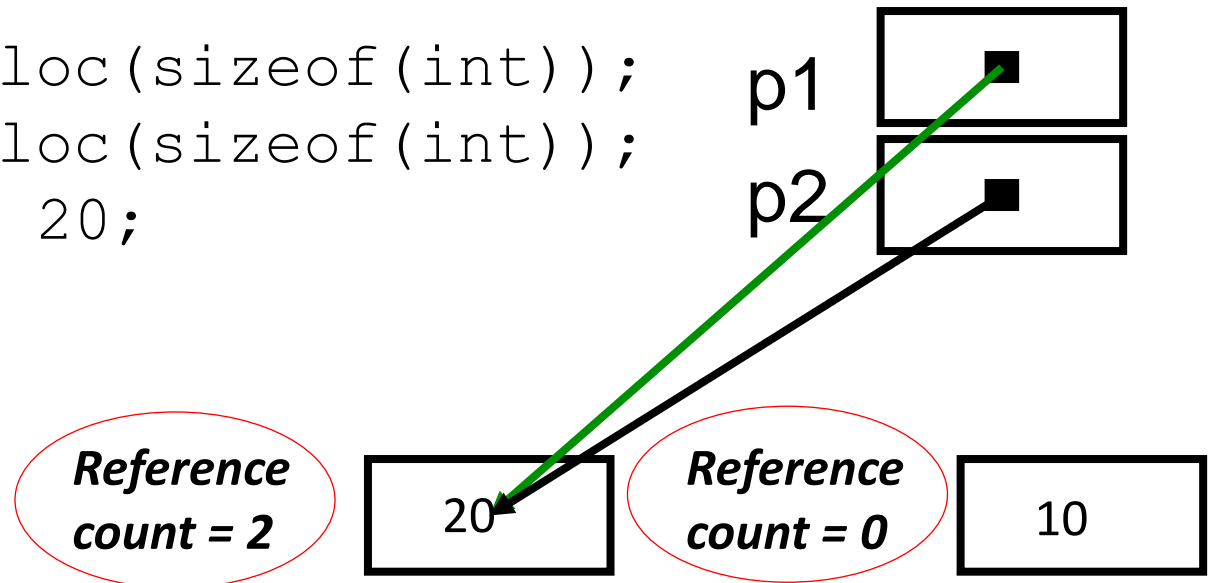 loc(sizeof(int));
loc(sizeof(int));
20;
p1
p2
Reference
count = 2
20
Reference
count = 0
10